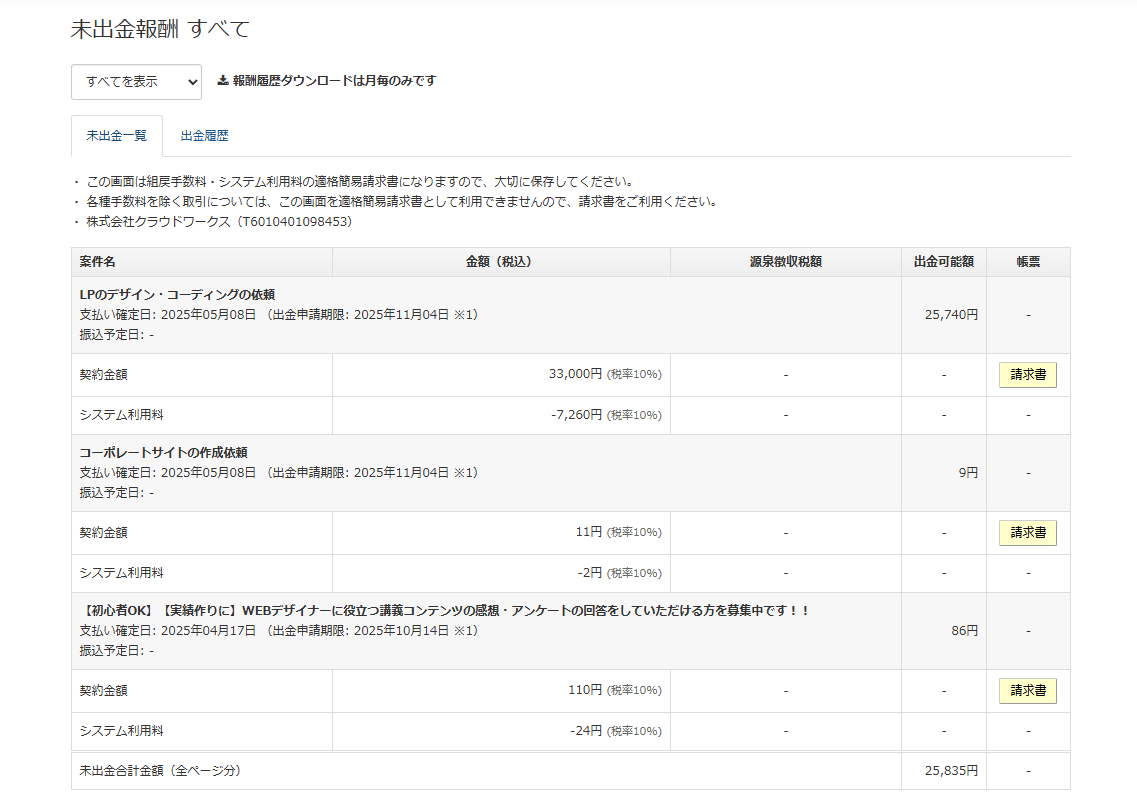 未出金報酬 すべて
すべてを表示 報酬履歴ダウンロードは月毎のみです
未出金一覧 出金履歴
・ この画面は組戻手数料・システム利用料の適格簡易請求書になりますので、大切に保存してください。
・ 各種手数料を除く取引については、この画面を適格簡易請求書として利用できませんので、請求書をご利用ください。
・ 株式会社クラウドワークス（T6010401098453）
案件名 金額（税込） 源泉徴収税額 出金可能額 帳票
LPのデザイン・コーディングの依頼
支払い確定日: 2025年05月08日 （出金申請期限: 2025年11月04日 ※1） 25,740円 -
振込予定日: -
契約金額 33,000円 (税率10%) - - 請求書
システム利用料 -7,260円 (税率10%) - - -
コーポレートサイトの作成依頼
支払い確定日: 2025年05月08日 （出金申請期限: 2025年11月04日 ※1） 9円 -
振込予定日: -
契約金額 11円 (税率10%) - - 請求書
システム利用料 -2円 (税率10%) - - -
【初心者OK】【実績作りに】WEBデザイナーに役立つ講義コンテンツの感想・アンケートの回答をしていただける方を募集中です！！
支払い確定日: 2025年04月17日 （出金申請期限: 2025年10月14日 ※1） 86円 -
振込予定日: -
契約金額 110円 (税率10%) - - 請求書
システム利用料 -24円 (税率10%) - - -
未出金合計金額（全ページ分） 25,835円 -